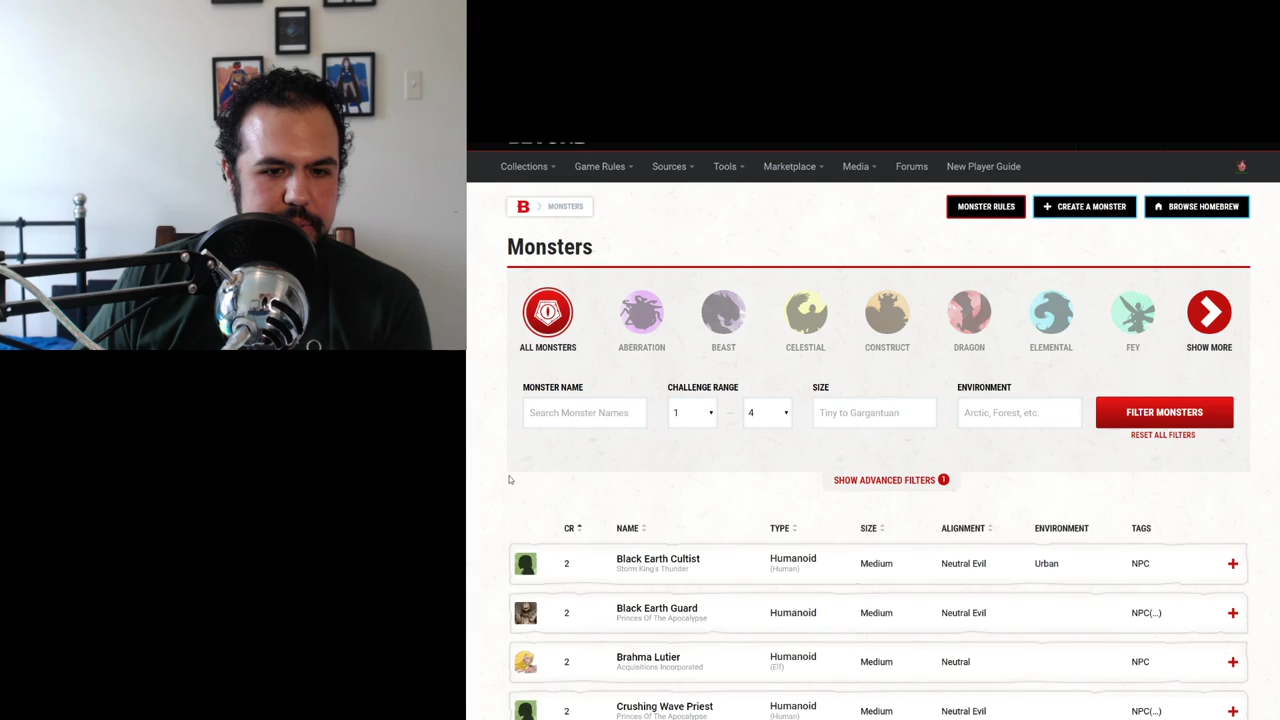 BEYOND
Collections Game Rules Sources Tools Marketplace Media Forums New Player Guide
B MONSTERS
MONSTER RULES
+ CREATE A MONSTER
BROWSE HOMEBREW
Monsters
ALL MONSTERS ABERRATION BEAST CELESTIAL CONSTRUCT DRAGON ELEMENTAL FEY SHOW MORE
MONSTER NAME CHALLENGE RANGE SIZE ENVIRONMENT
Search Monster Names 1 — 4 Tiny to Gargantuan Arctic, Forest, etc. FILTER MONSTERS
RESET ALL FILTERS
SHOW ADVANCED FILTERS 1
CR NAME TYPE SIZE ALIGNMENT ENVIRONMENT TAGS
2 Black Earth Cultist Humanoid Medium Neutral Evil Urban NPC +
Storm King's Thunder (Human)
2 Black Earth Guard Humanoid Medium Neutral Evil NPC(...) +
Princes Of The Apocalypse
2 Brahma Lutier Humanoid Medium Neutral NPC +
Acquisitions Incorporated (Elf)
2 Crushing Wave Priest Humanoid Medium Neutral Evil NPC(...) +
Princes Of The Apocalypse (Human)